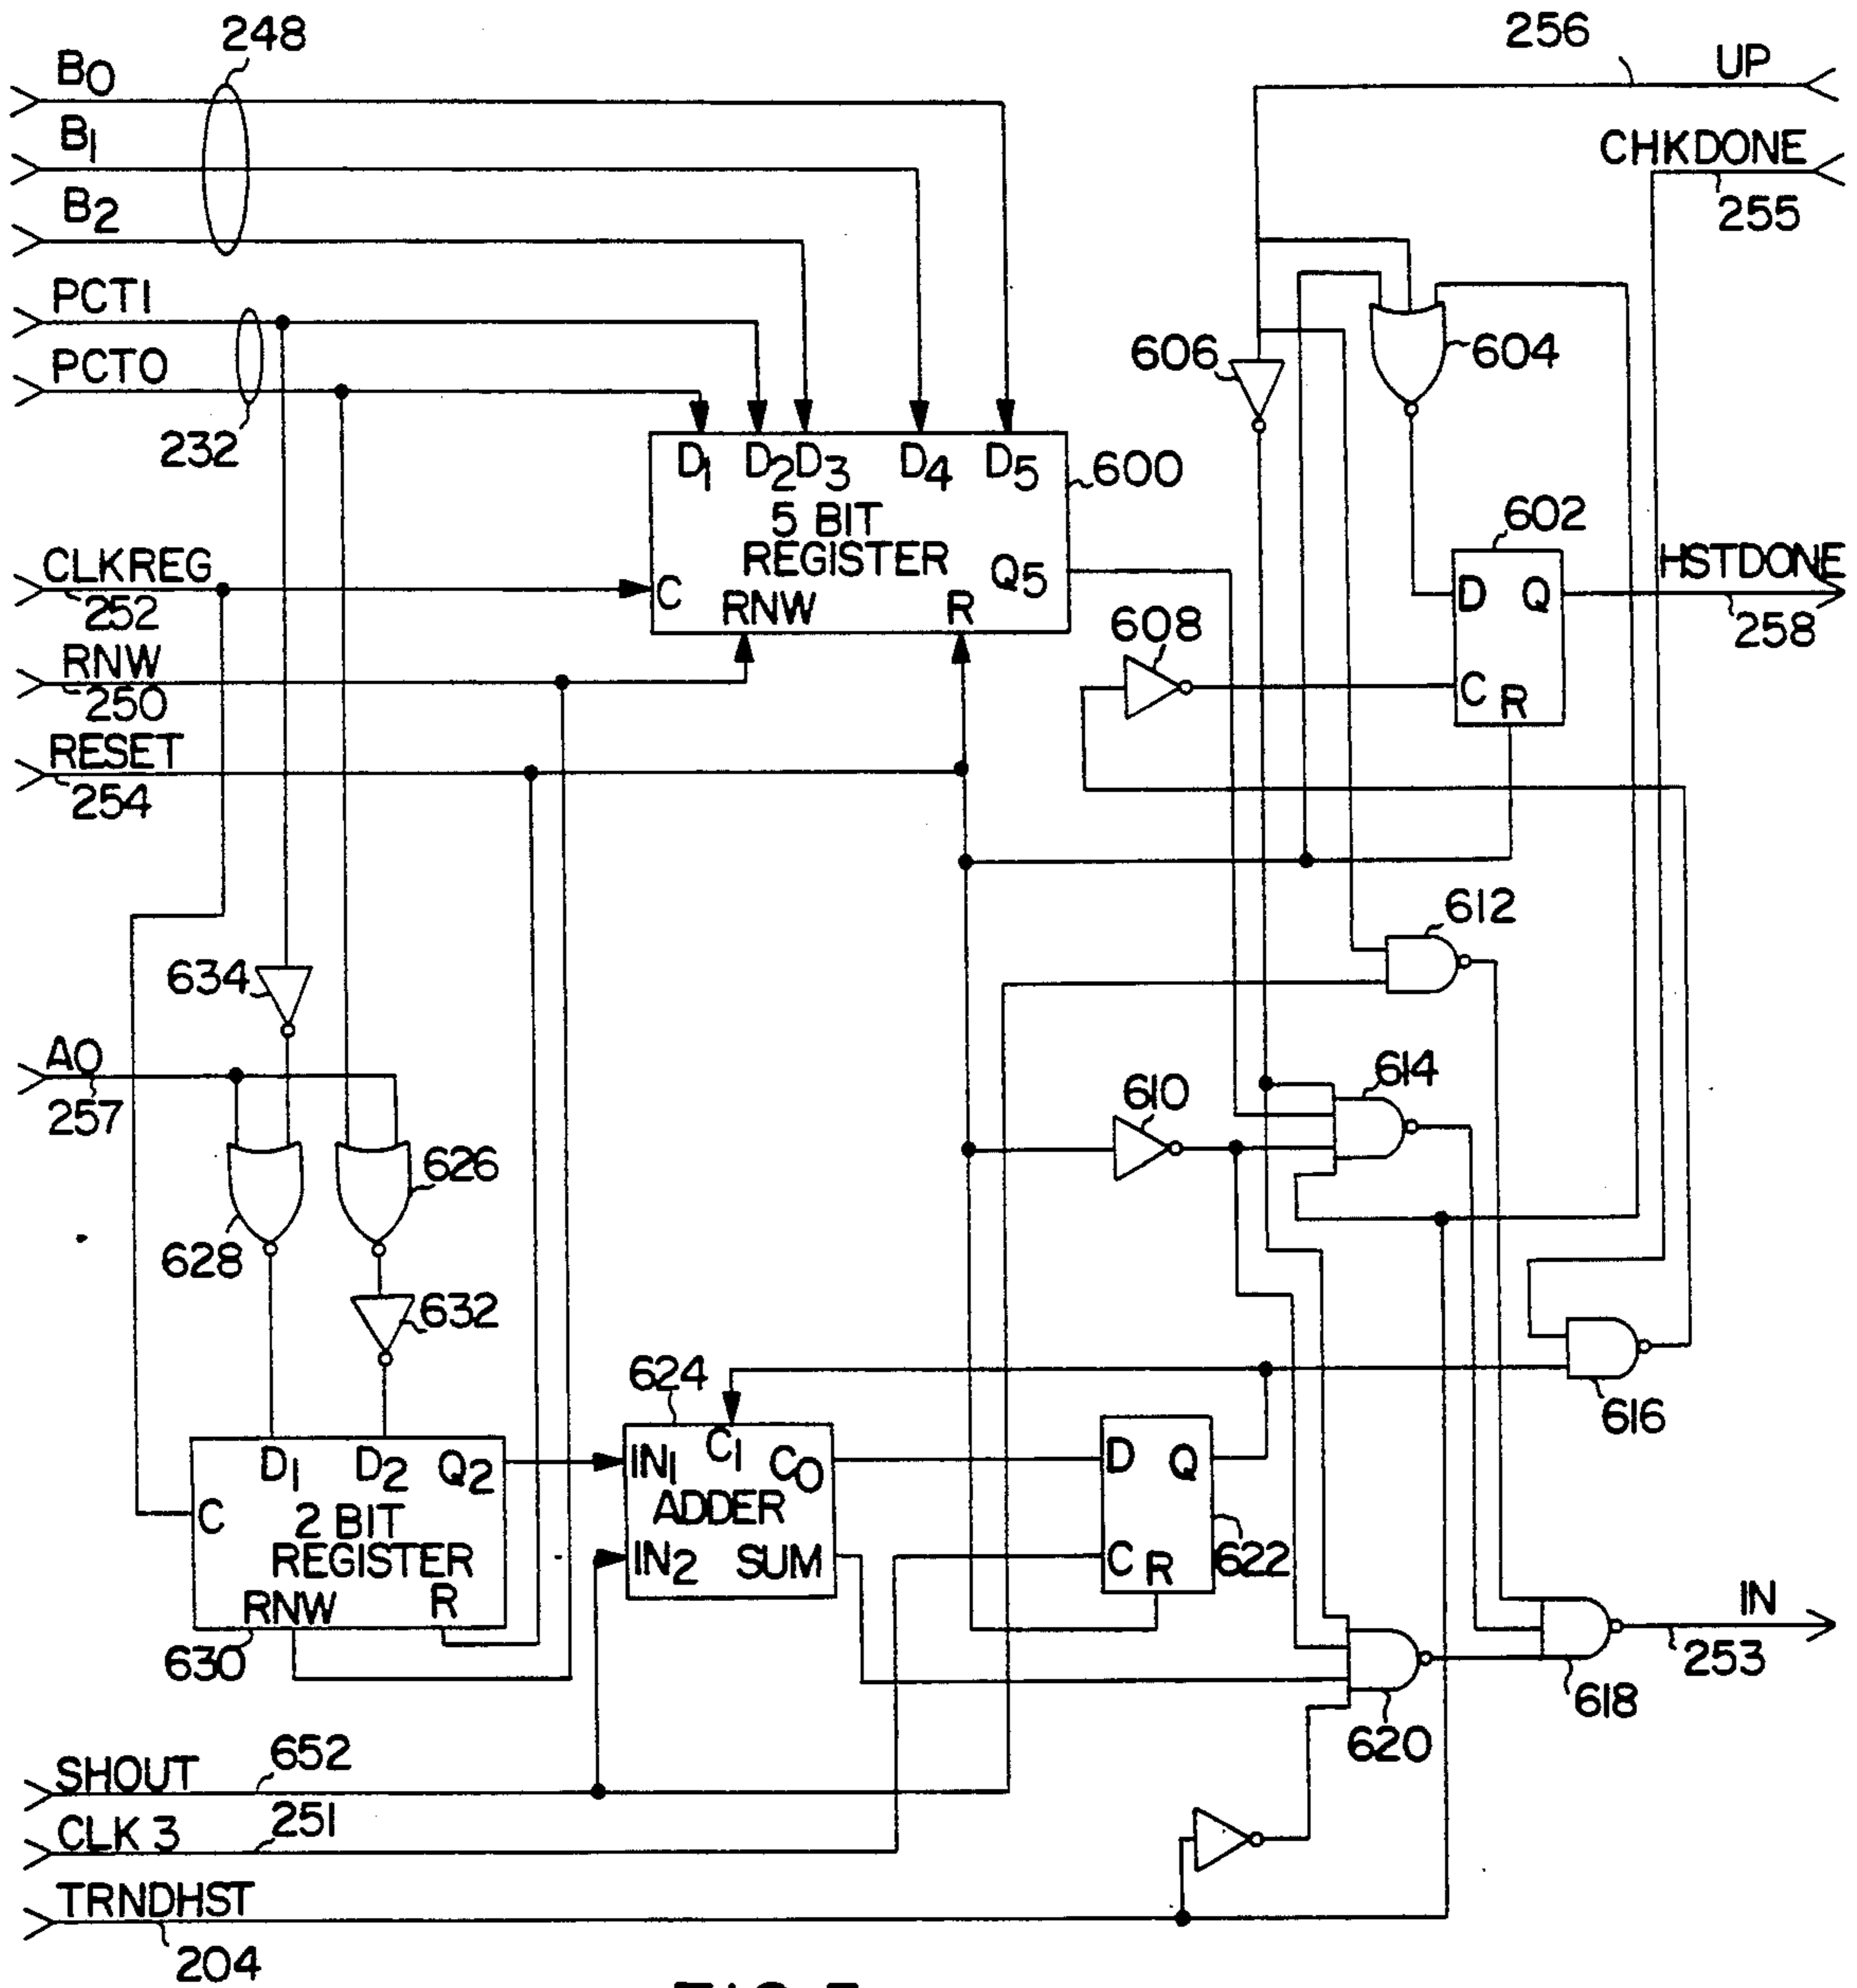 248
256
UP
B0
B1
B2
CHKDONE
255
PCT1
PCT0
232
606
604
D1 D2 D3 D4 D5
600
5 BIT
REGISTER
Q5
C
RNW
R
602
HSTDONE
D Q
258
C R
CLKREG
252
RNW
250
RESET
254
608
612
634
A0
257
610
614
628
626
632
624
616
D1 D2 Q2
C
2 BIT
REGISTER
RNW R
630
IN1 C1 C0
ADDER
IN2 SUM
D Q
C R
622
IN
253
618
620
SHOUT
652
CLK 3
251
TRNDHST
204